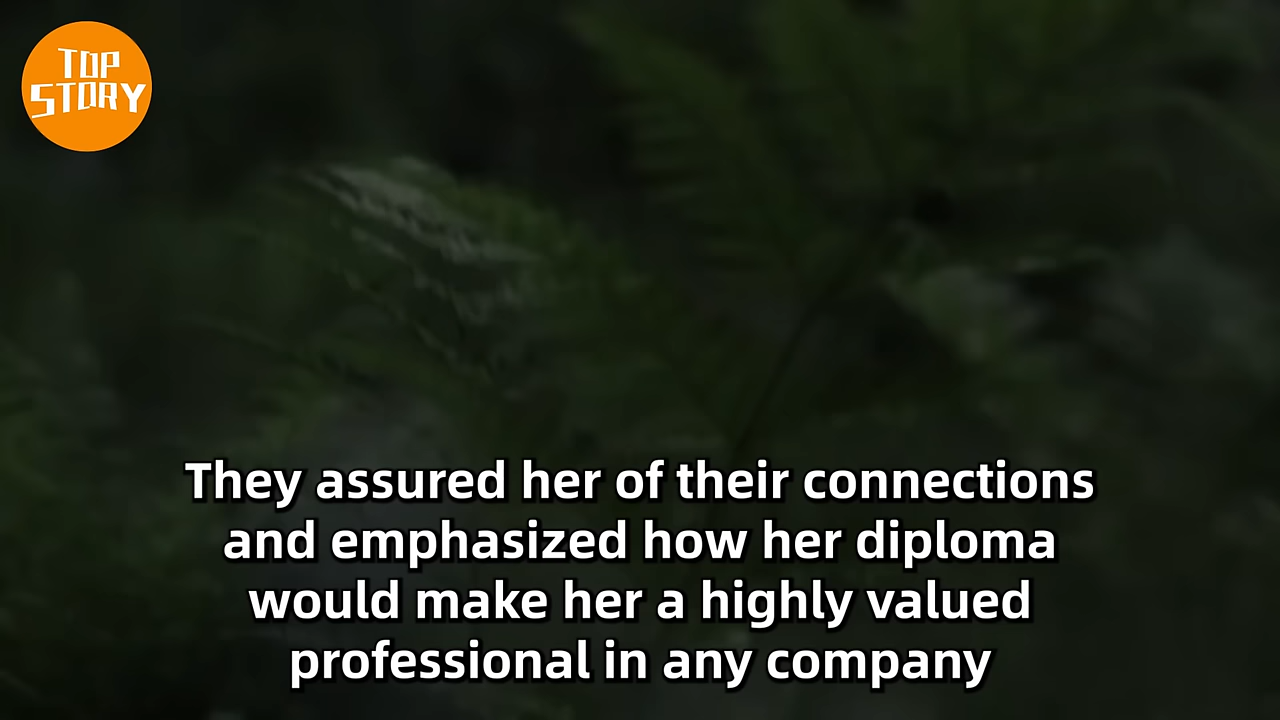 TOP
STORY
They assured her of their connections
and emphasized how her diploma
would make her a highly valued
professional in any company